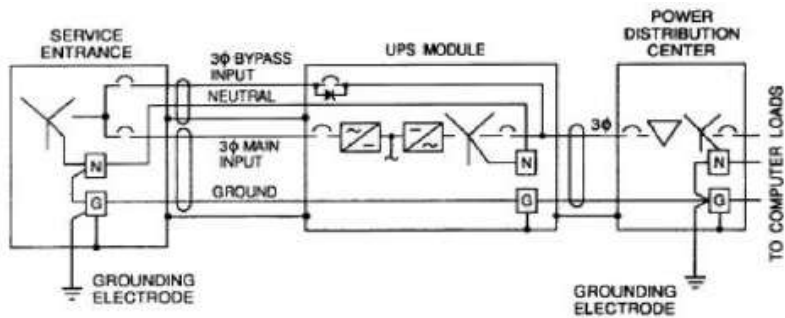 SERVICE
ENTRANCE
3ϕ BYPASS
INPUT
NEUTRAL
3ϕ MAIN
INPUT
GROUND
N
G
GROUNDING
ELECTRODE
UPS MODULE
N
G
3ϕ
POWER
DISTRIBUTION
CENTER
N
G
TO COMPUTER LOADS
GROUNDING
ELECTRODE